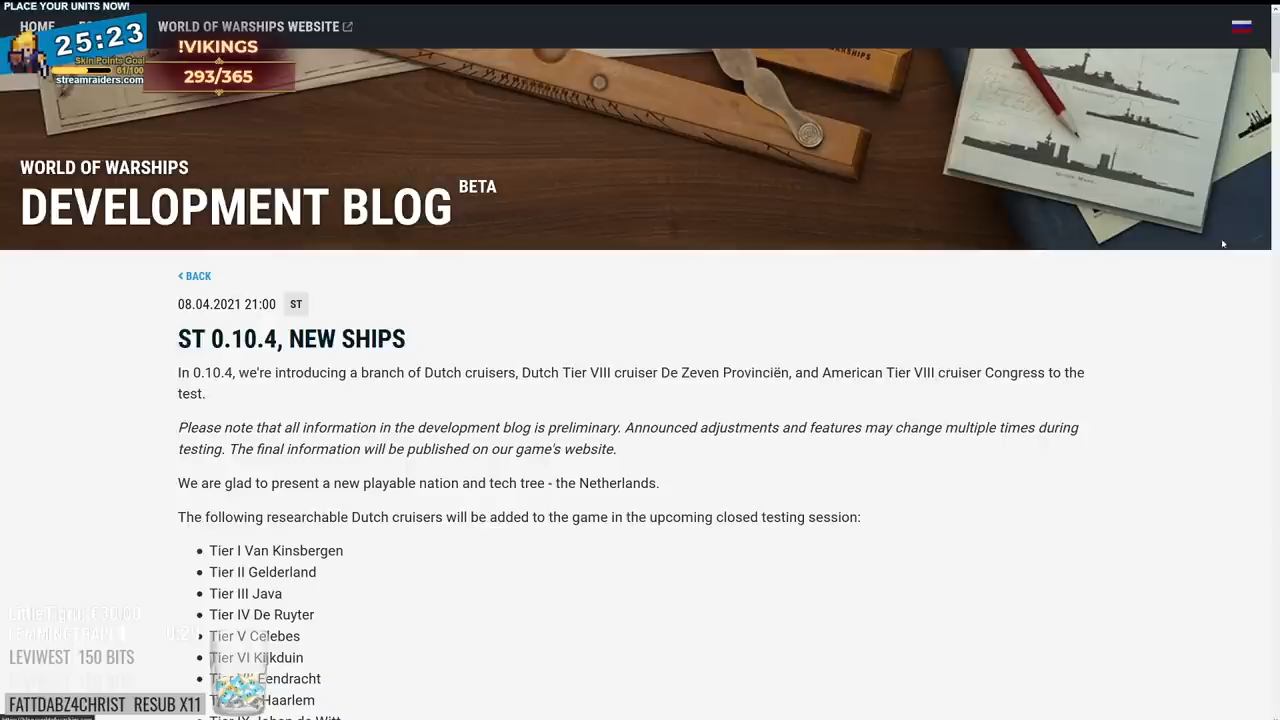 PLACE YOUR UNITS NOW!
HOME
WORLD OF WARSHIPS WEBSITE
25:23
Skin Points Goal
61/100
streamraiders.com
!VIKINGS
293/365
WORLD OF WARSHIPS
DEVELOPMENT BLOG BETA
BACK
08.04.2021 21:00 ST
ST 0.10.4, NEW SHIPS
In 0.10.4, we're introducing a branch of Dutch cruisers, Dutch Tier VIII cruiser De Zeven Provinciën, and American Tier VIII cruiser Congress to the
test.
Please note that all information in the development blog is preliminary. Announced adjustments and features may change multiple times during
testing. The final information will be published on our game's website.
We are glad to present a new playable nation and tech tree - the Netherlands.
The following researchable Dutch cruisers will be added to the game in the upcoming closed testing session:
• Tier I Van Kinsbergen
• Tier II Gelderland
• Tier III Java
• Tier IV De Ruyter
• Tier V Celebes
• Tier VI Kijkduin
Eendracht
Haarlem
LEVIWEST 150 BITS
FATTDABZ4CHRIST RESUB X11